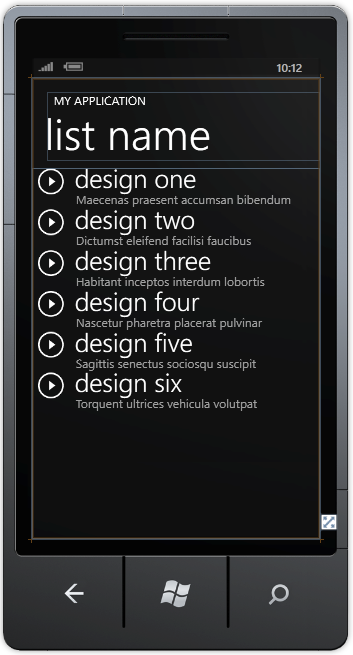 10:12
MY APPLICATION
list name
design one
Maecenas praesent accumsan bibendum
design two
Dictumst eleifend facilisi faucibus
design three
Habitant inceptos interdum lobortis
design four
Nascetur pharetra placerat pulvinar
design five
Sagittis senectus sociosqu suscipit
design six
Torquent ultrices vehicula volutpat